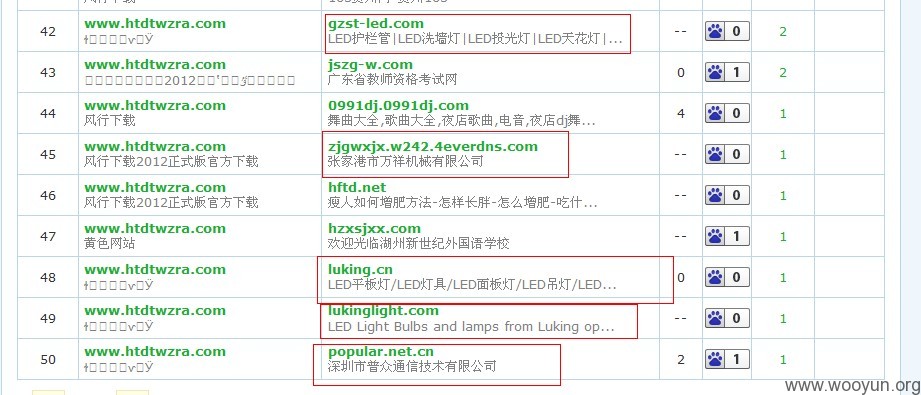 42 www.htdtwzra.com gzst-led.com -- 0 2
LED护栏管|LED洗墙灯|LED投光灯|LED天花灯|...
43 www.htdtwzra.com jszg-w.com 0 1 2
2012 广东省教师资格考试网
44 www.htdtwzra.com 0991dj.0991dj.com 4 0 1
风行下载 舞曲大全,歌曲大全,夜店歌曲,电音,夜店dj舞...
45 www.htdtwzra.com zjgwxjx.w242.4everdns.com -- 0 1
风行下载2012正式版官方下载 张家港市万祥机械有限公司
46 www.htdtwzra.com hftd.net -- 0 1
风行下载2012正式版官方下载 瘦人如何增肥方法-怎样长胖-怎么增肥-吃什...
47 www.htdtwzra.com hzxsjxx.com -- 1 1
黄色网站 欢迎光临湖州新世纪外国语学校
48 www.htdtwzra.com luking.cn 0 0 1
LED平板灯/LED灯具/LED面板灯/LED吊灯/LED...
49 www.htdtwzra.com lukinglight.com -- 0 1
LED Light Bulbs and lamps from Luking op...
50 www.htdtwzra.com popular.net.cn 2 1 1
深圳市普众通信技术有限公司
www.wooyun.org